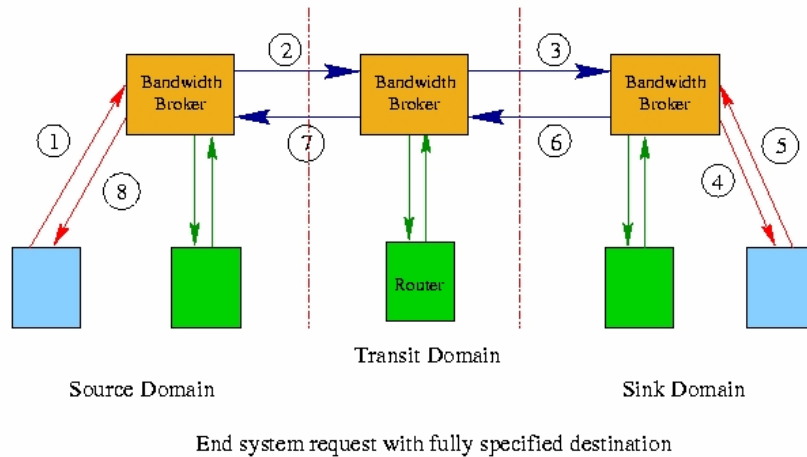 2
3
Bandwidth
Broker
Bandwidth
Broker
Bandwidth
Broker
1
7
6
5
8
4
Router
Transit Domain
Source Domain
Sink Domain
End system request with fully specified destination